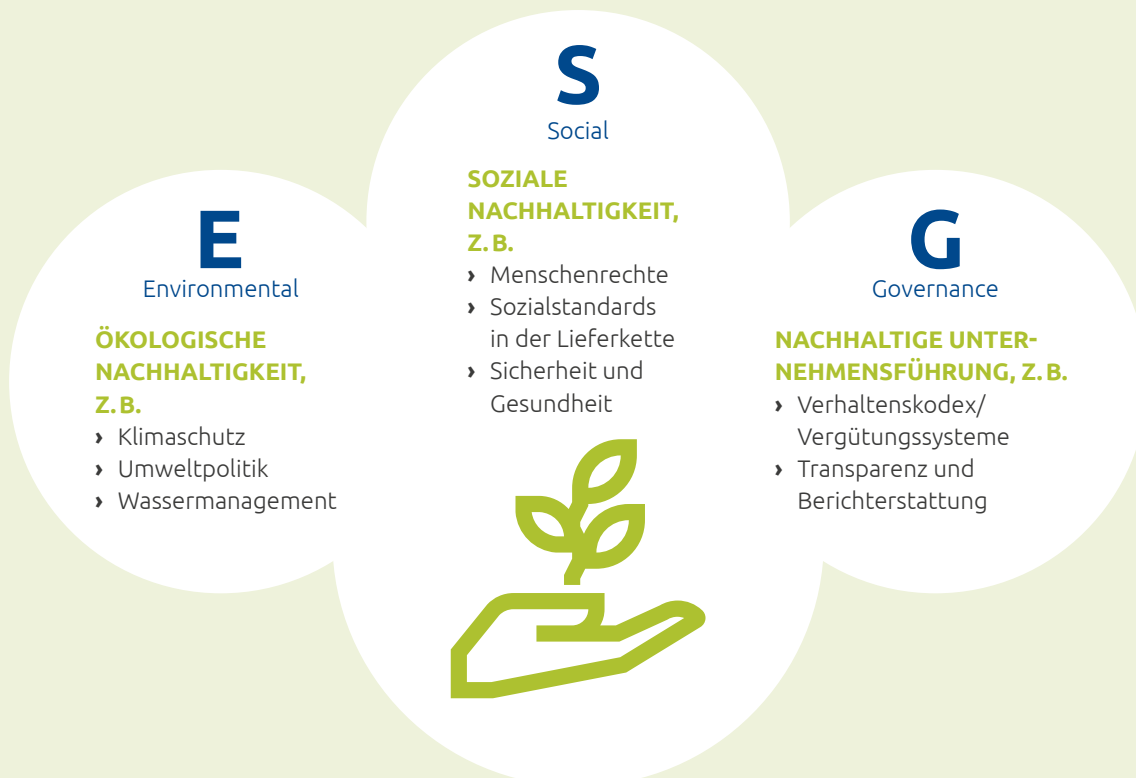 E
Environmental
ÖKOLOGISCHE
NACHHALTIGKEIT,
Z. B.
› Klimaschutz
› Umweltpolitik
› Wassermanagement
S
Social
SOZIALE
NACHHALTIGKEIT,
Z. B.
› Menschenrechte
› Sozialstandards
in der Lieferkette
› Sicherheit und
Gesundheit
G
Governance
NACHHALTIGE UNTER-
NEHMENSFÜHRUNG, Z. B.
› Verhaltenskodex/
Vergütungssysteme
› Transparenz und
Berichterstattung